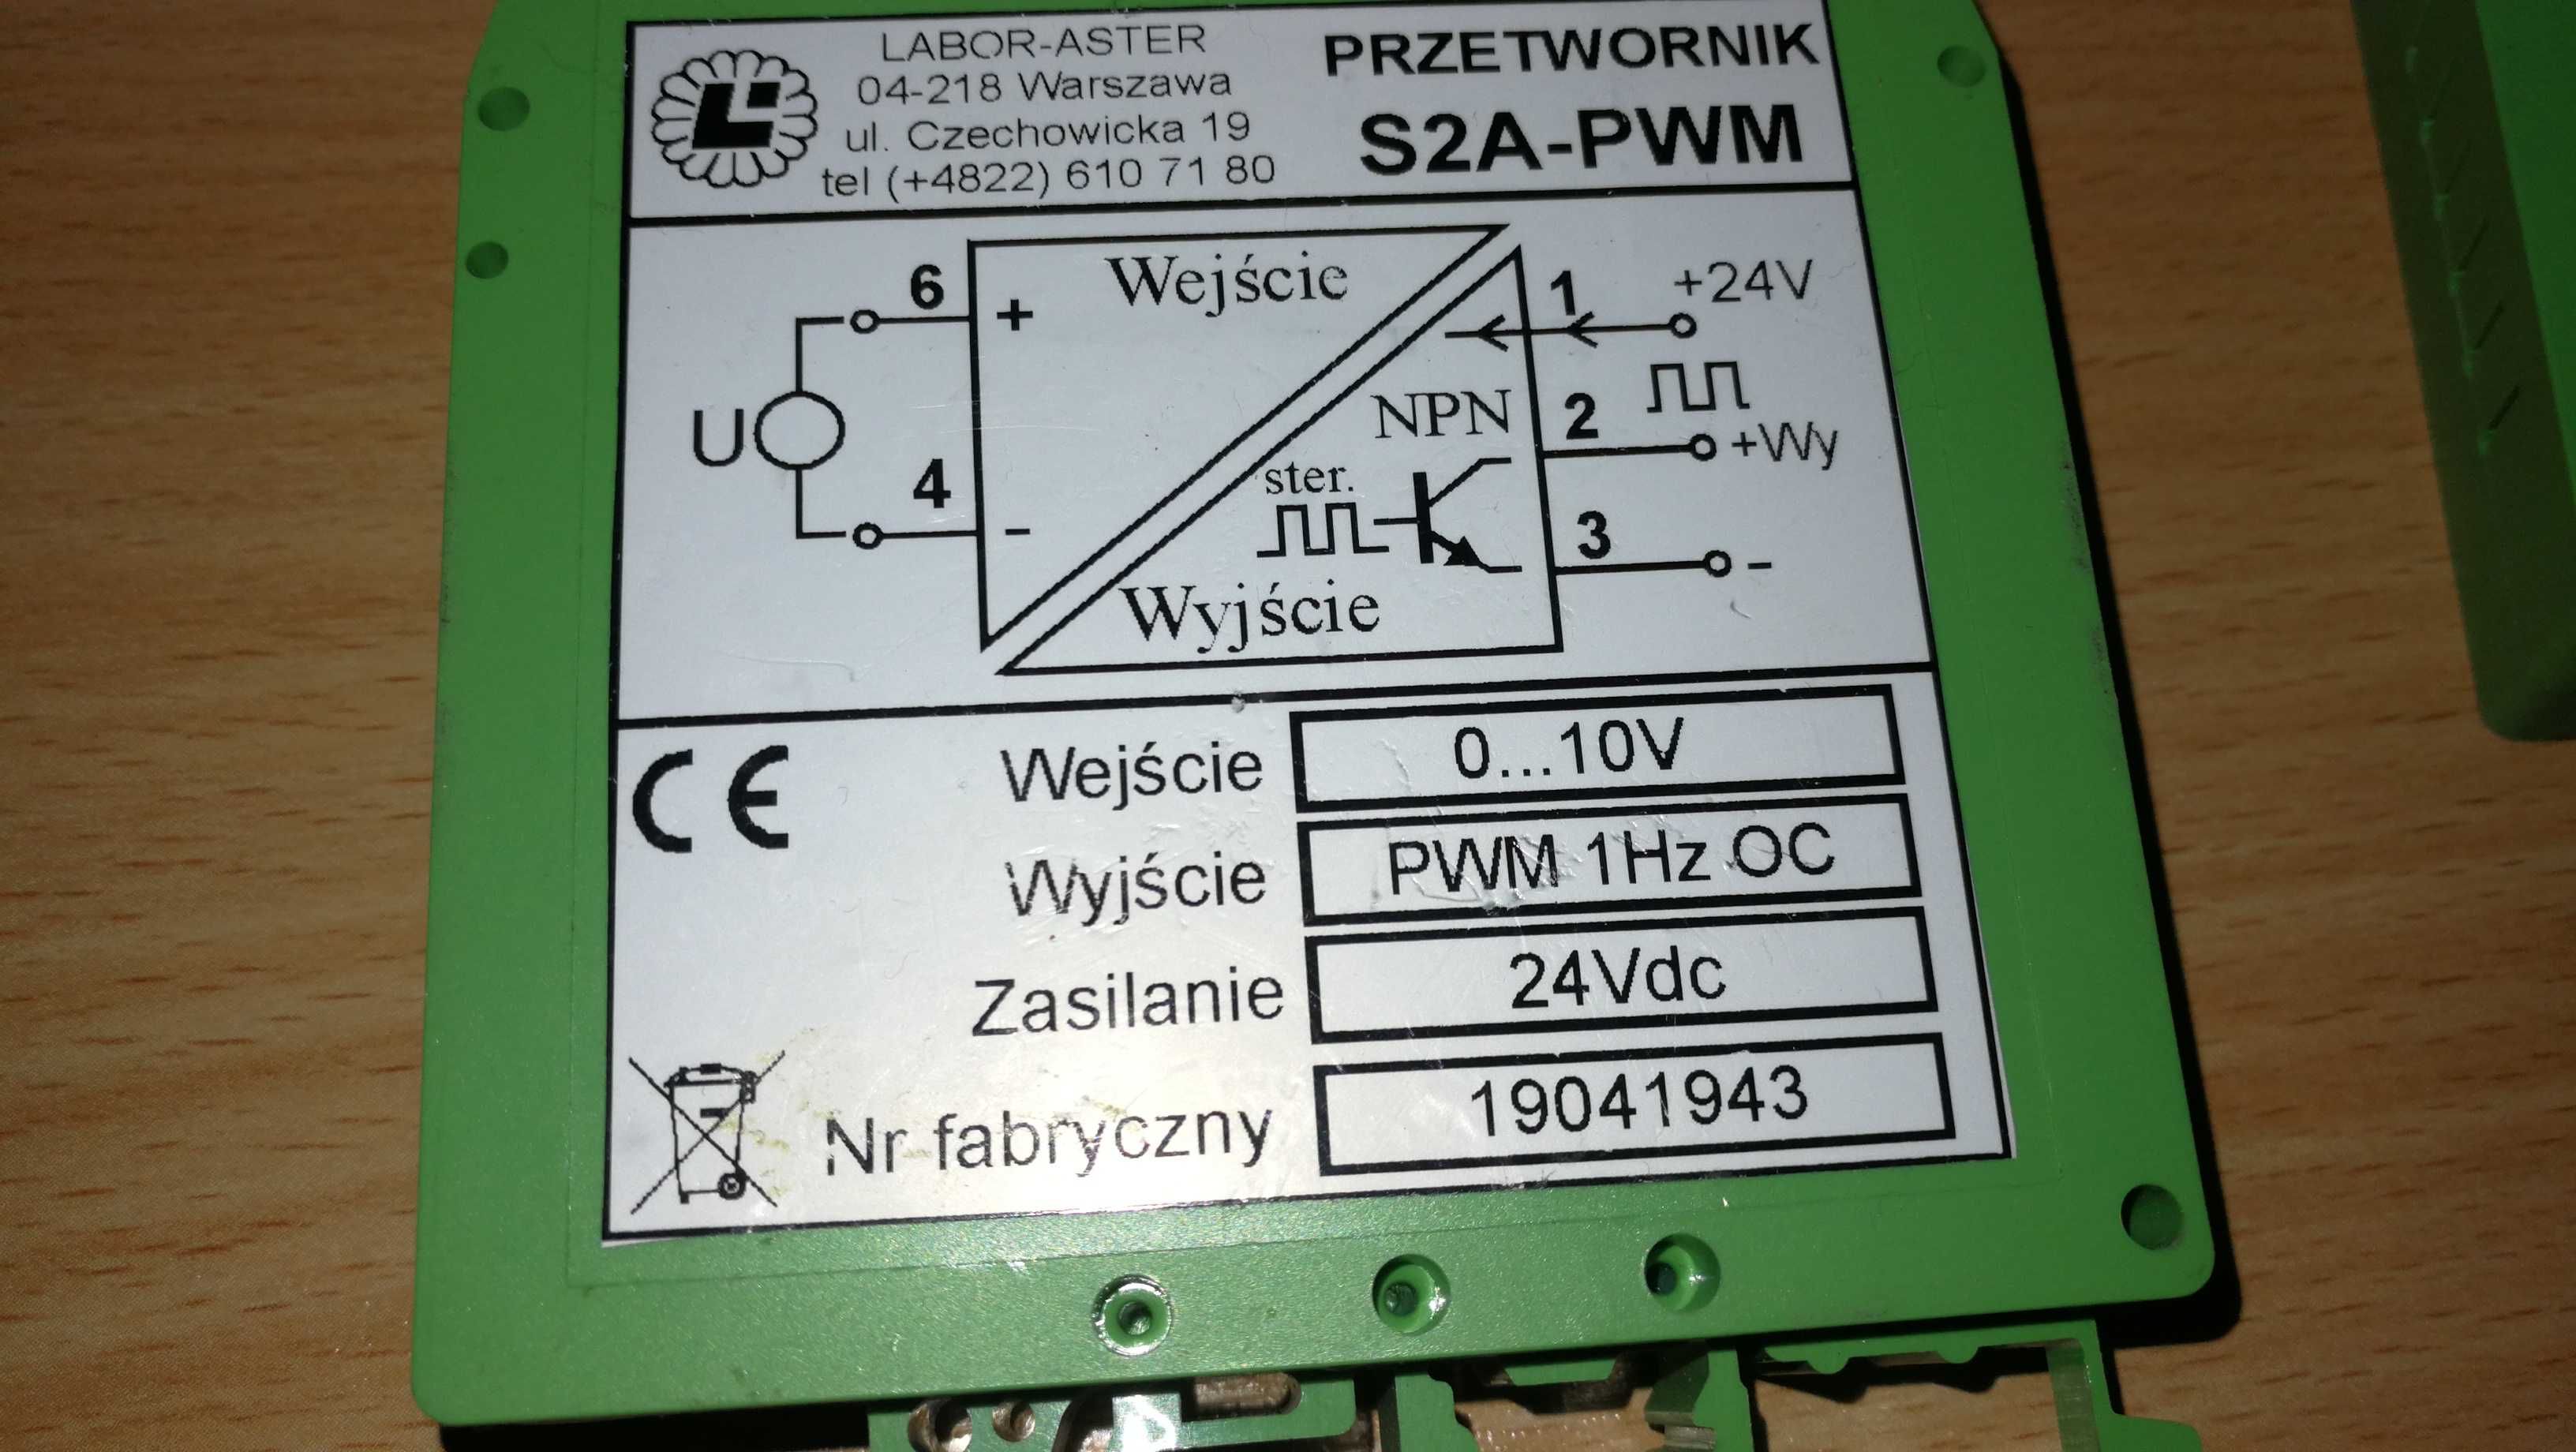 LABOR-ASTER
04-218 Warszawa
ul. Czechowicka 19
tel (+4822) 610 71 80
PRZETWORNIK
S2A-PWM
6
+
Wejście
1
+24V
U
NPN
2
+Wy
4
-
ster.
3
-
Wyjście
CE
Wejście 0...10V
Wyjście PWM 1Hz OC
Zasilanie 24Vdc
Nr fabryczny 19041943